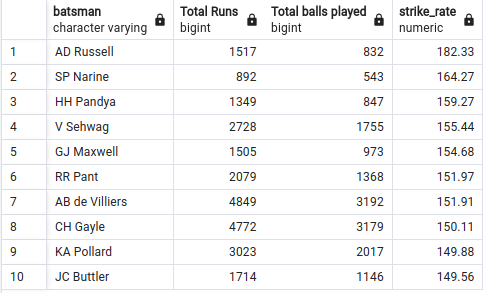 batsman Total Runs Total balls played strike_rate
character varying bigint bigint numeric
1 AD Russell 1517 832 182.33
2 SP Narine 892 543 164.27
3 HH Pandya 1349 847 159.27
4 V Sehwag 2728 1755 155.44
5 GJ Maxwell 1505 973 154.68
6 RR Pant 2079 1368 151.97
7 AB de Villiers 4849 3192 151.91
8 CH Gayle 4772 3179 150.11
9 KA Pollard 3023 2017 149.88
10 JC Buttler 1714 1146 149.56